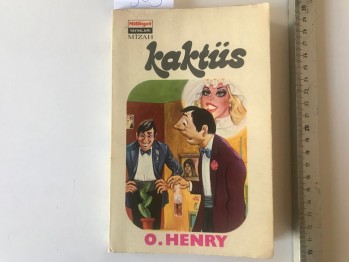 Milliyet
YAYINLARI
MİZAH
kaktüs
O. HENRY